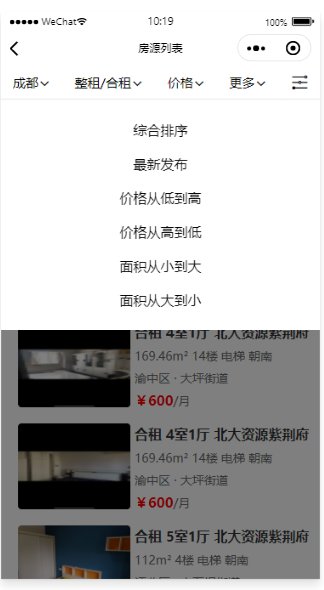 WeChat 10:19 100%
房源列表
成都 整租/合租 价格 更多
综合排序
最新发布
价格从低到高
价格从高到低
面积从小到大
面积从大到小
合租 4室1厅 北大资源紫荆府
169.46m² 14楼 电梯 朝南
渝中区 · 大坪街道
￥600/月
合租 4室1厅 北大资源紫荆府
169.46m² 14楼 电梯 朝南
渝中区 · 大坪街道
￥600/月
合租 5室1厅 北大资源紫荆府
112m² 4楼 电梯 朝南